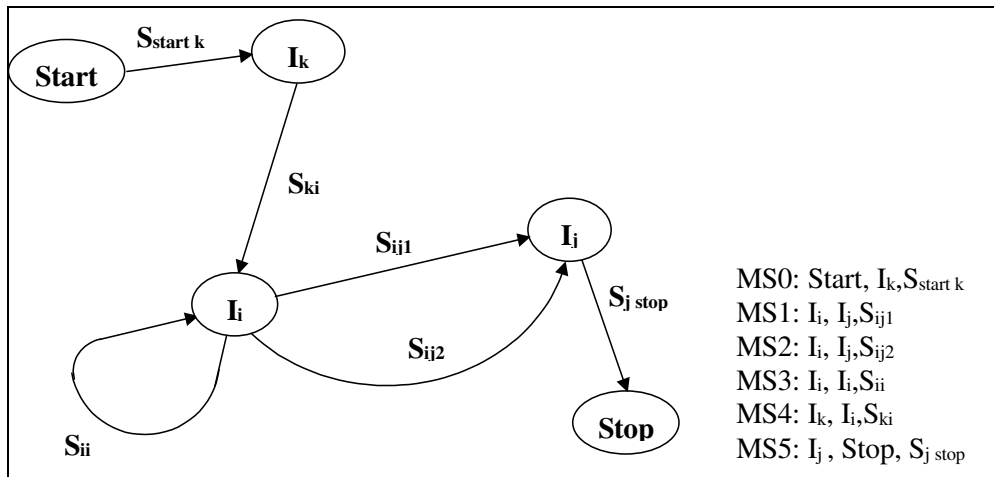 Sstart k
Ik
Start
Ski
Ij
Sij1
Ii
Sj stop
Sij2
Stop
Sii
MS0: Start, Ik,Sstart k
MS1: Ii, Ij,Sij1
MS2: Ii, Ij,Sij2
MS3: Ii, Ii,Sii
MS4: Ik, Ii,Ski
MS5: Ij , Stop, Sj stop